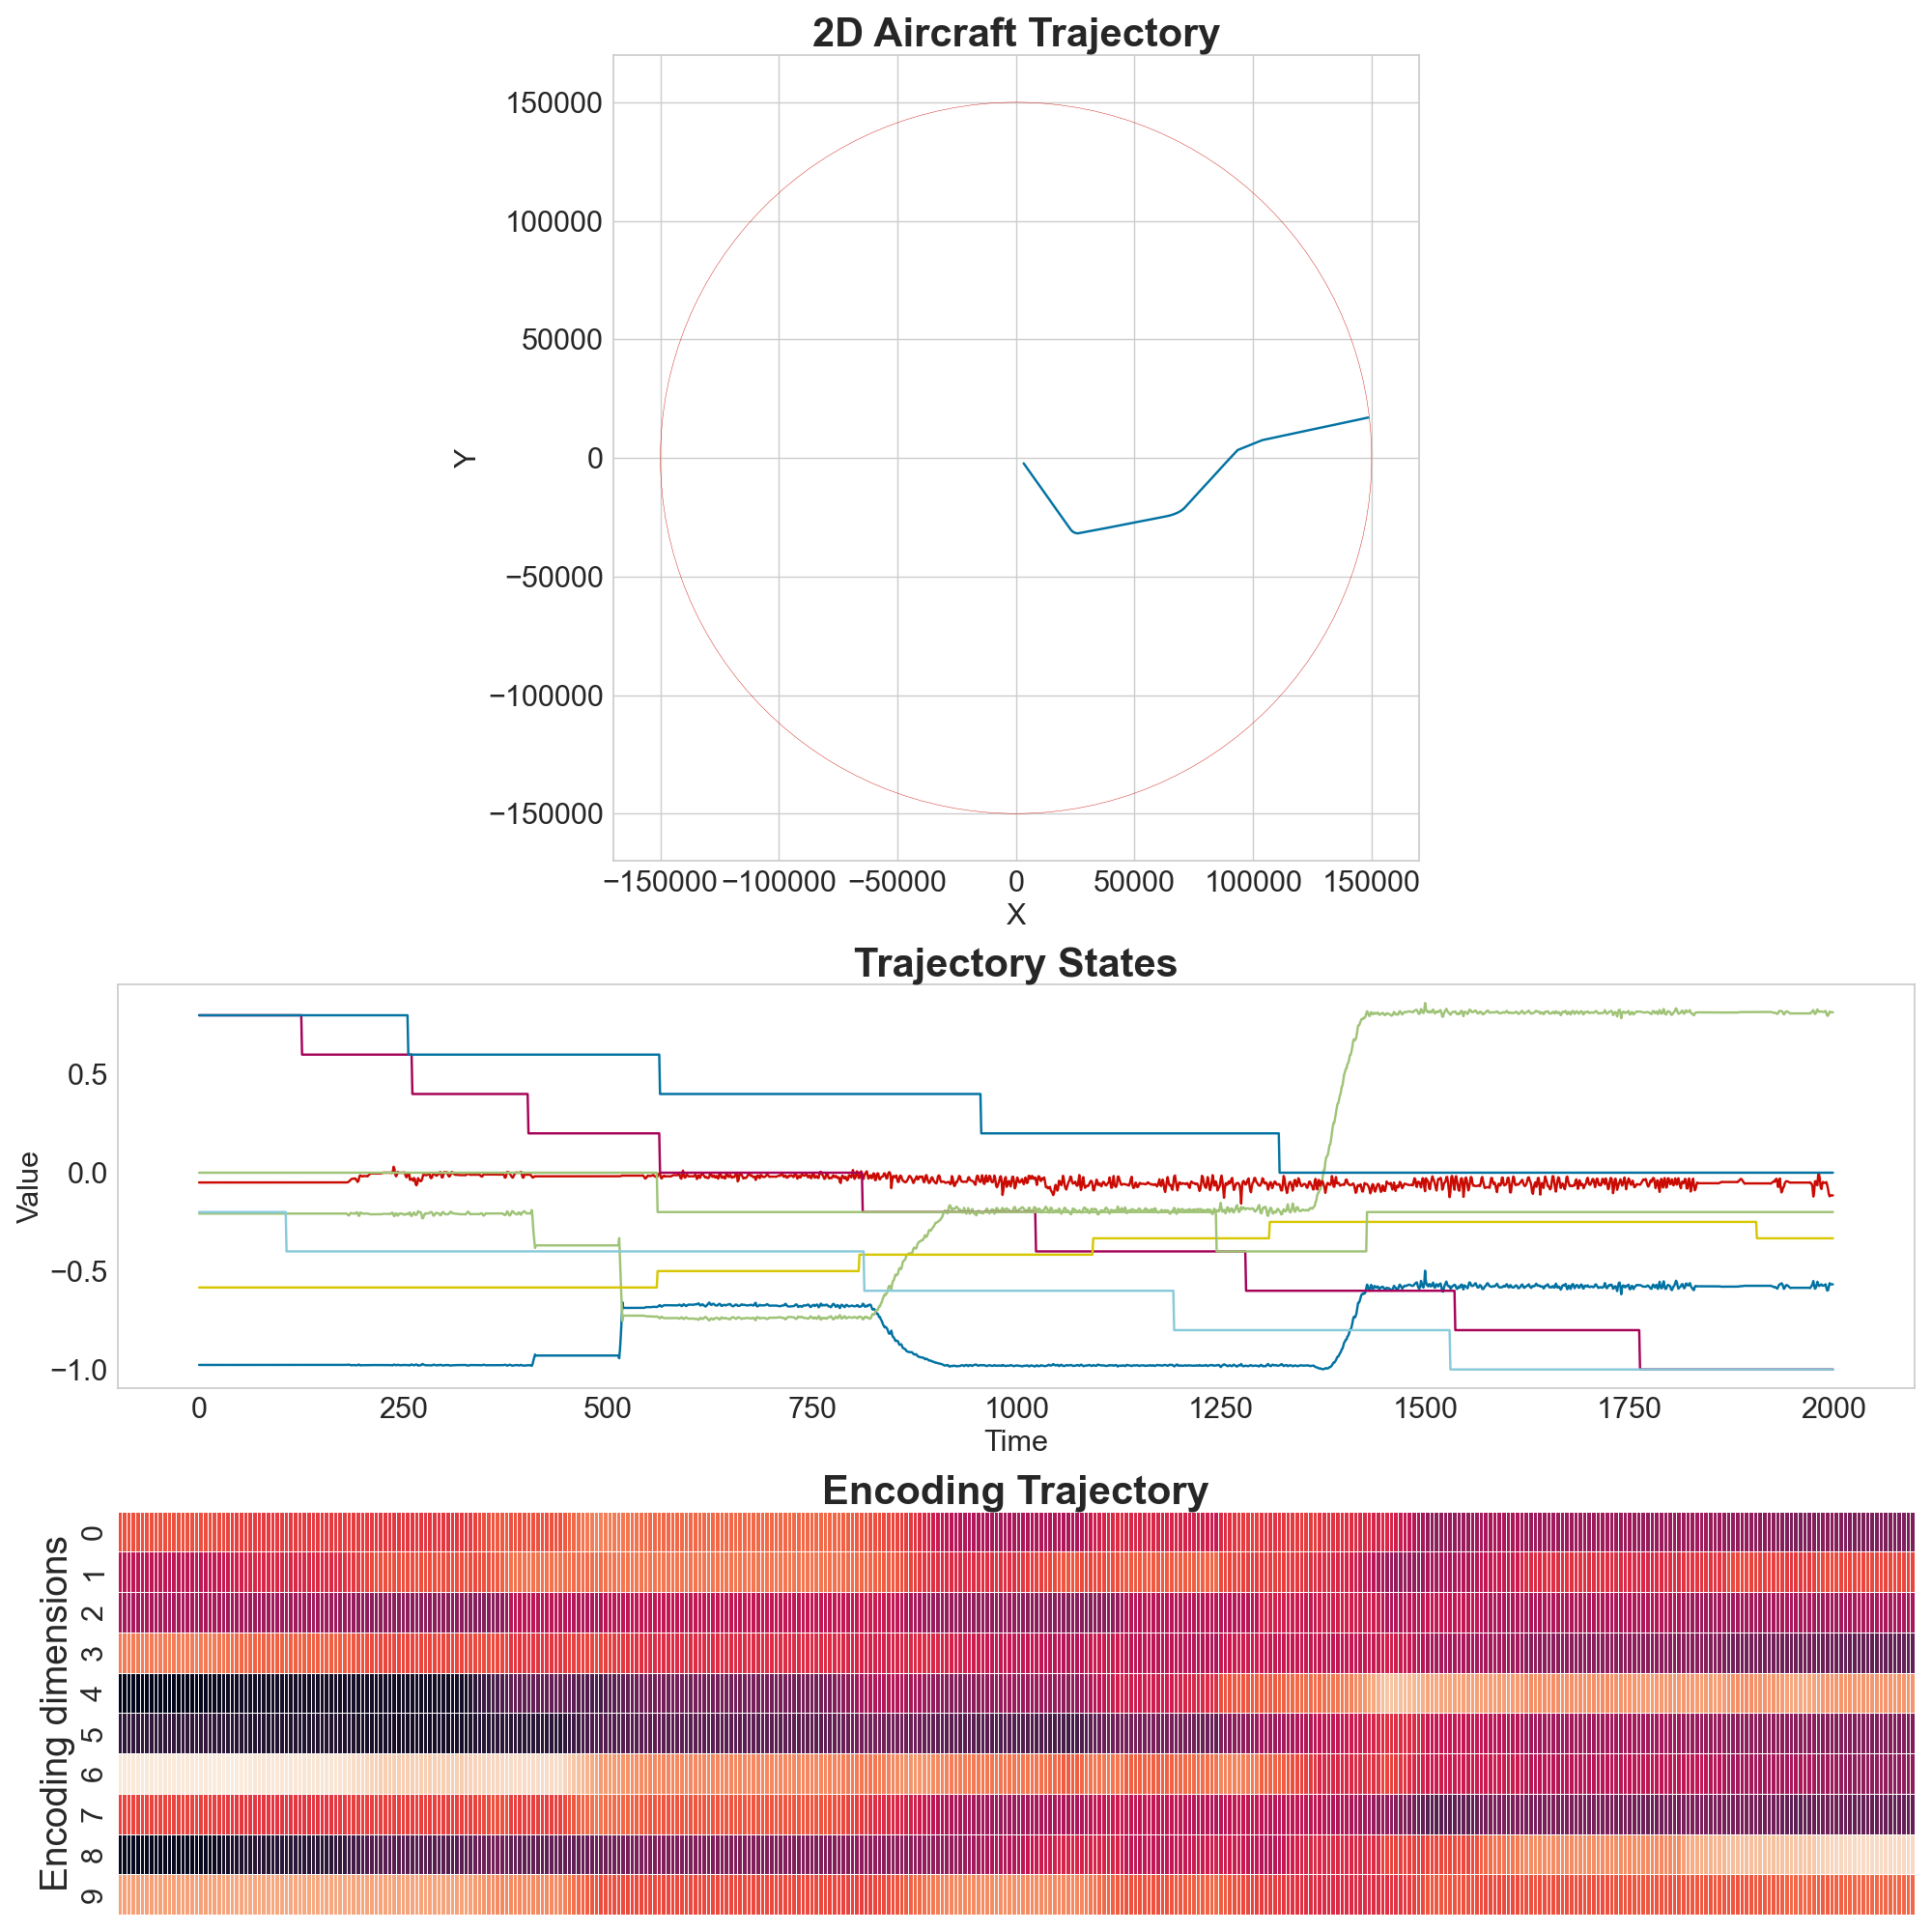 2D Aircraft Trajectory
150000
100000
50000
0
−50000
−100000
−150000
Y
−150000 −100000 −50000 0 50000 100000 150000
X
Trajectory States
0.5
0.0
−0.5
−1.0
Value
0 250 500 750 1000 1250 1500 1750 2000
Time
Encoding Trajectory
Encoding dimensions
0
1
2
3
4
5
6
7
8
9